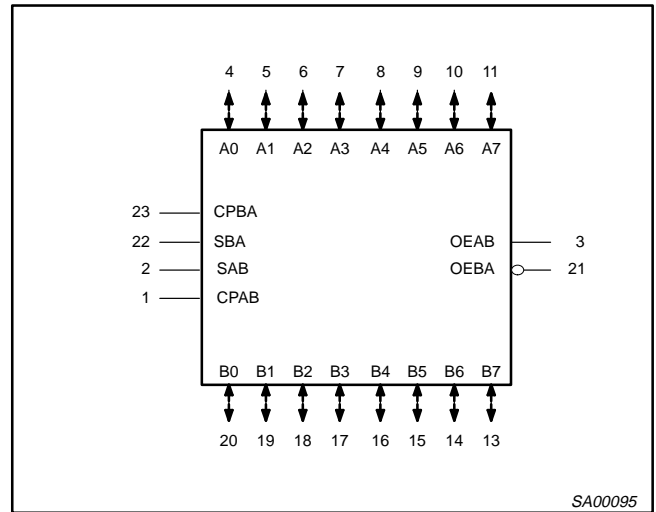 4 5 6 7 8 9 10 11
A0 A1 A2 A3 A4 A5 A6 A7
23 CPBA
22 SBA OEAB 3
2 SAB OEBA 21
1 CPAB
B0 B1 B2 B3 B4 B5 B6 B7
20 19 18 17 16 15 14 13
SA00095